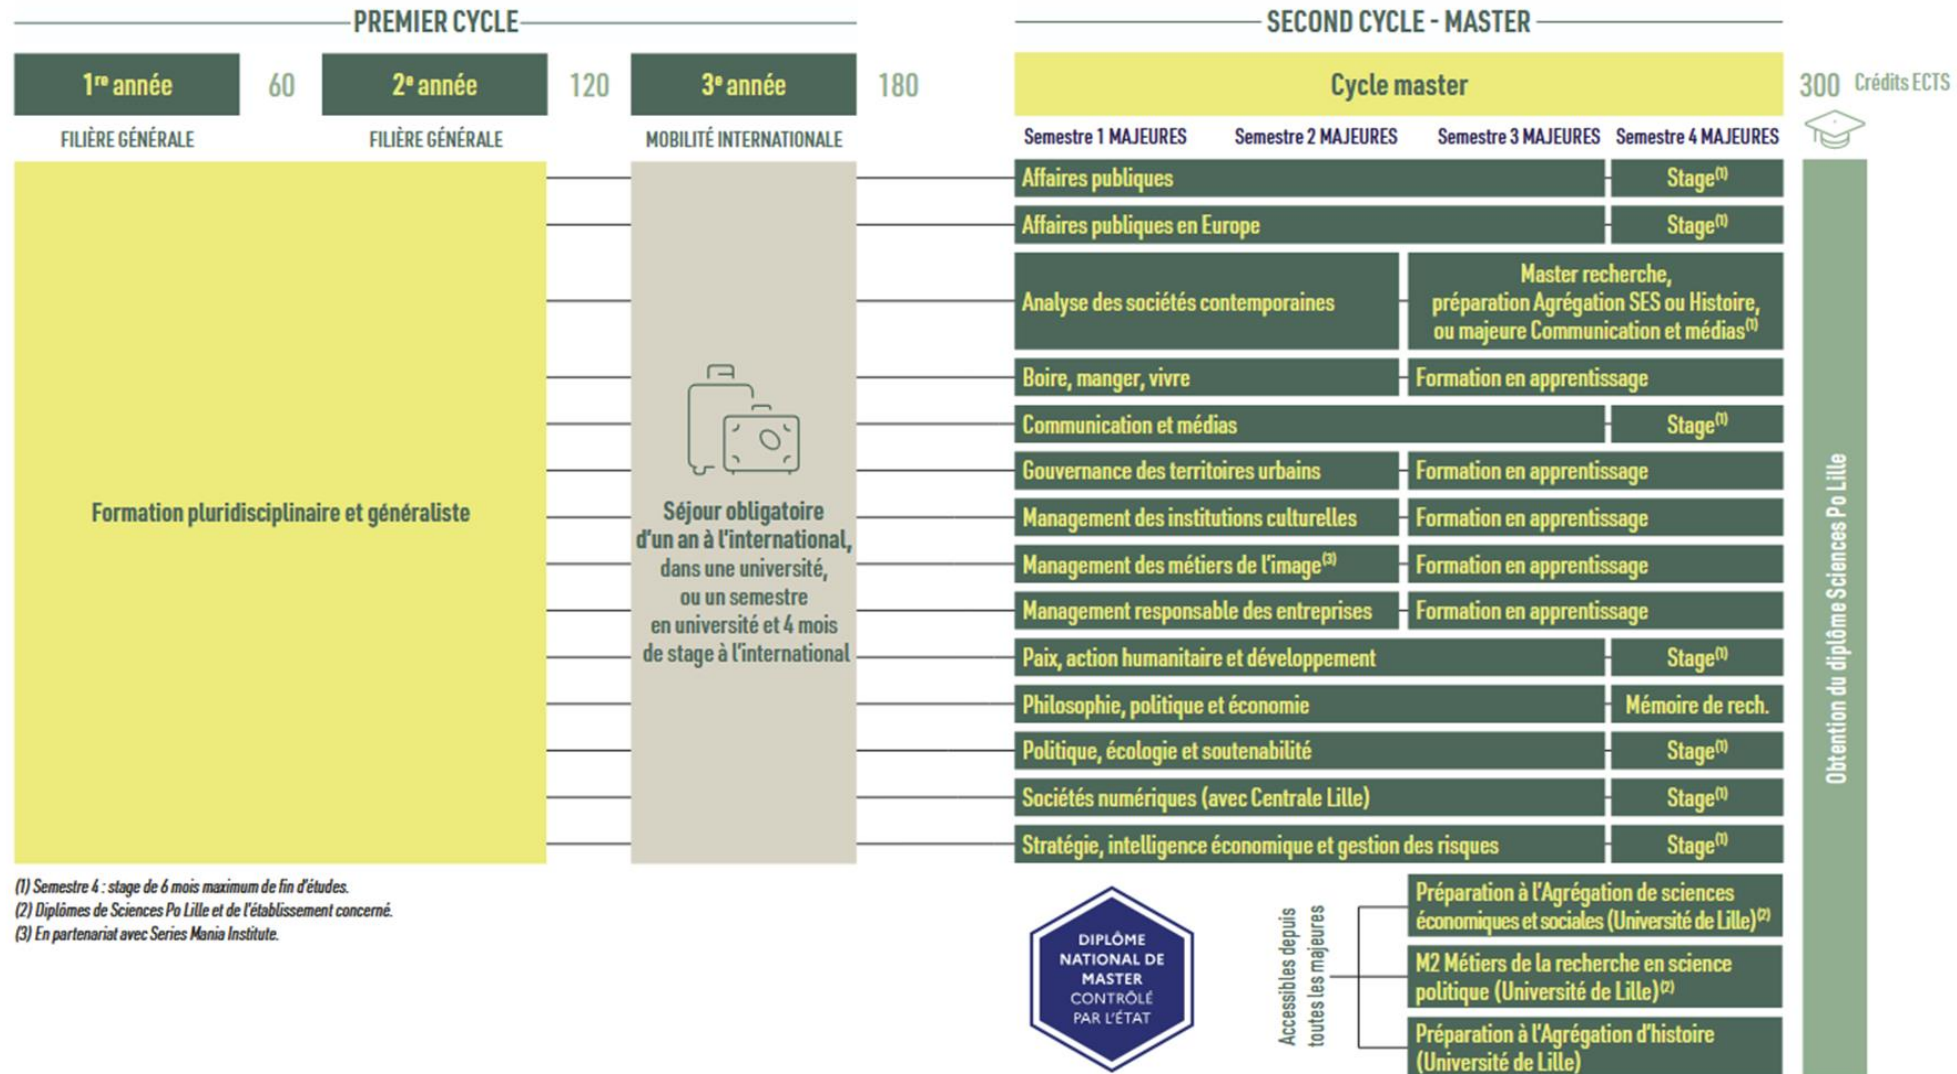 PREMIER CYCLE
SECOND CYCLE - MASTER
1re année
60
2e année
120
3e année
180
Cycle master
300 Crédits ECTS
FILIÈRE GÉNÉRALE
FILIÈRE GÉNÉRALE
MOBILITÉ INTERNATIONALE
Semestre 1 MAJEURES
Semestre 2 MAJEURES
Semestre 3 MAJEURES
Semestre 4 MAJEURES
Formation pluridisciplinaire et généraliste
Séjour obligatoire
d'un an à l'international,
dans une université,
ou un semestre
en université et 4 mois
de stage à l'international
Affaires publiques
Stage(1)
Affaires publiques en Europe
Stage(1)
Analyse des sociétés contemporaines
Master recherche,
préparation Agrégation SES ou Histoire,
ou majeure Communication et médias(1)
Boire, manger, vivre
Formation en apprentissage
Communication et médias
Stage(1)
Gouvernance des territoires urbains
Formation en apprentissage
Management des institutions culturelles
Formation en apprentissage
Management des métiers de l'image(3)
Formation en apprentissage
Management responsable des entreprises
Formation en apprentissage
Paix, action humanitaire et développement
Stage(1)
Philosophie, politique et économie
Mémoire de rech.
Politique, écologie et soutenabilité
Stage(1)
Sociétés numériques (avec Centrale Lille)
Stage(1)
Stratégie, intelligence économique et gestion des risques
Stage(1)
Obtention du diplôme Sciences Po Lille
(1) Semestre 4 : stage de 6 mois maximum de fin d'études.
(2) Diplômes de Sciences Po Lille et de l'établissement concerné.
(3) En partenariat avec Series Mania Institute.
DIPLÔME
NATIONAL DE
MASTER
CONTRÔLÉ
PAR L'ÉTAT
Accessibles depuis
toutes les majeures
Préparation à l'Agrégation de sciences
économiques et sociales (Université de Lille)(2)
M2 Métiers de la recherche en science
politique (Université de Lille)(2)
Préparation à l'Agrégation d'histoire
(Université de Lille)